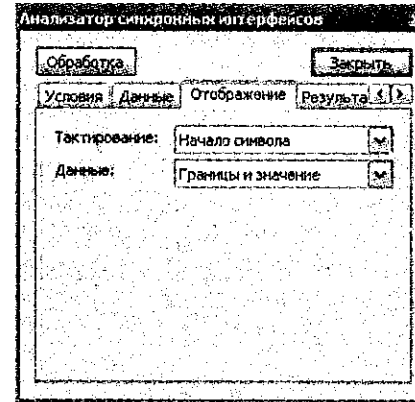 Анализатор синхронных интерфейсов
Обработка Закрыть
Условия Данные Отображение Результа
Тактирование: Начало символа
Данные: Границы и значение